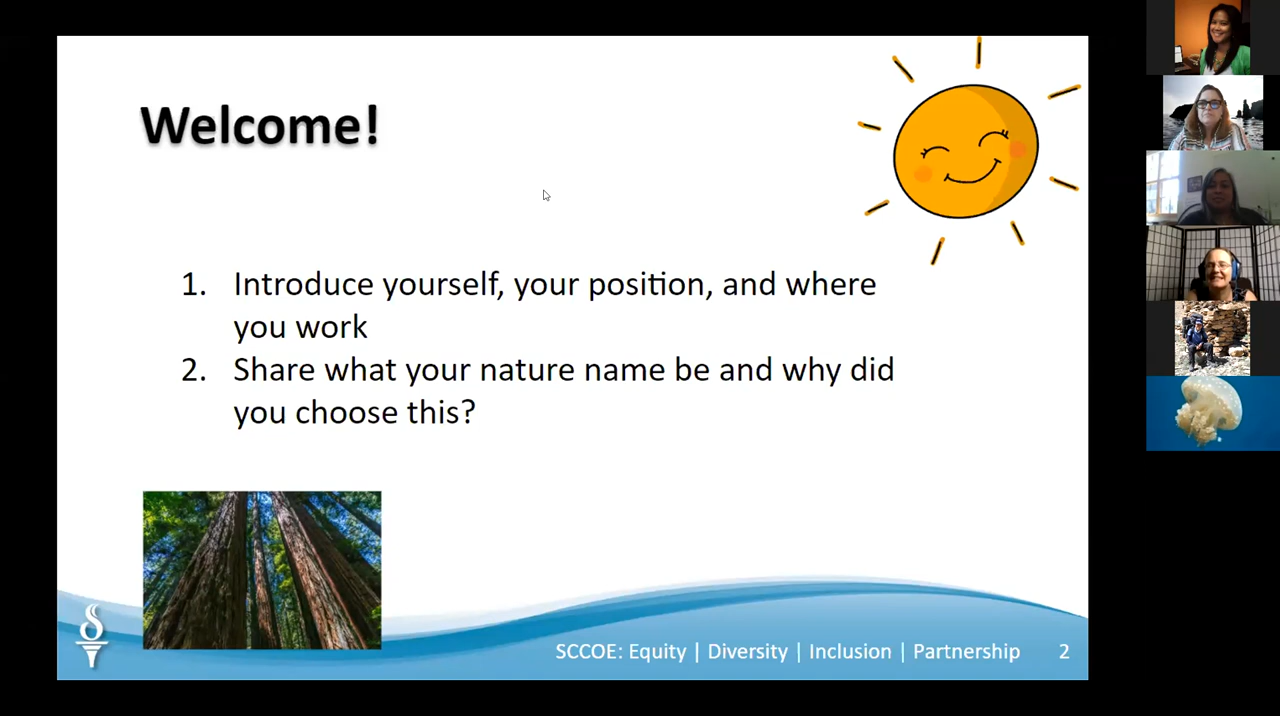 Welcome!
1. Introduce yourself, your position, and where
you work
2. Share what your nature name be and why did
you choose this?
SCCOE: Equity | Diversity | Inclusion | Partnership 2